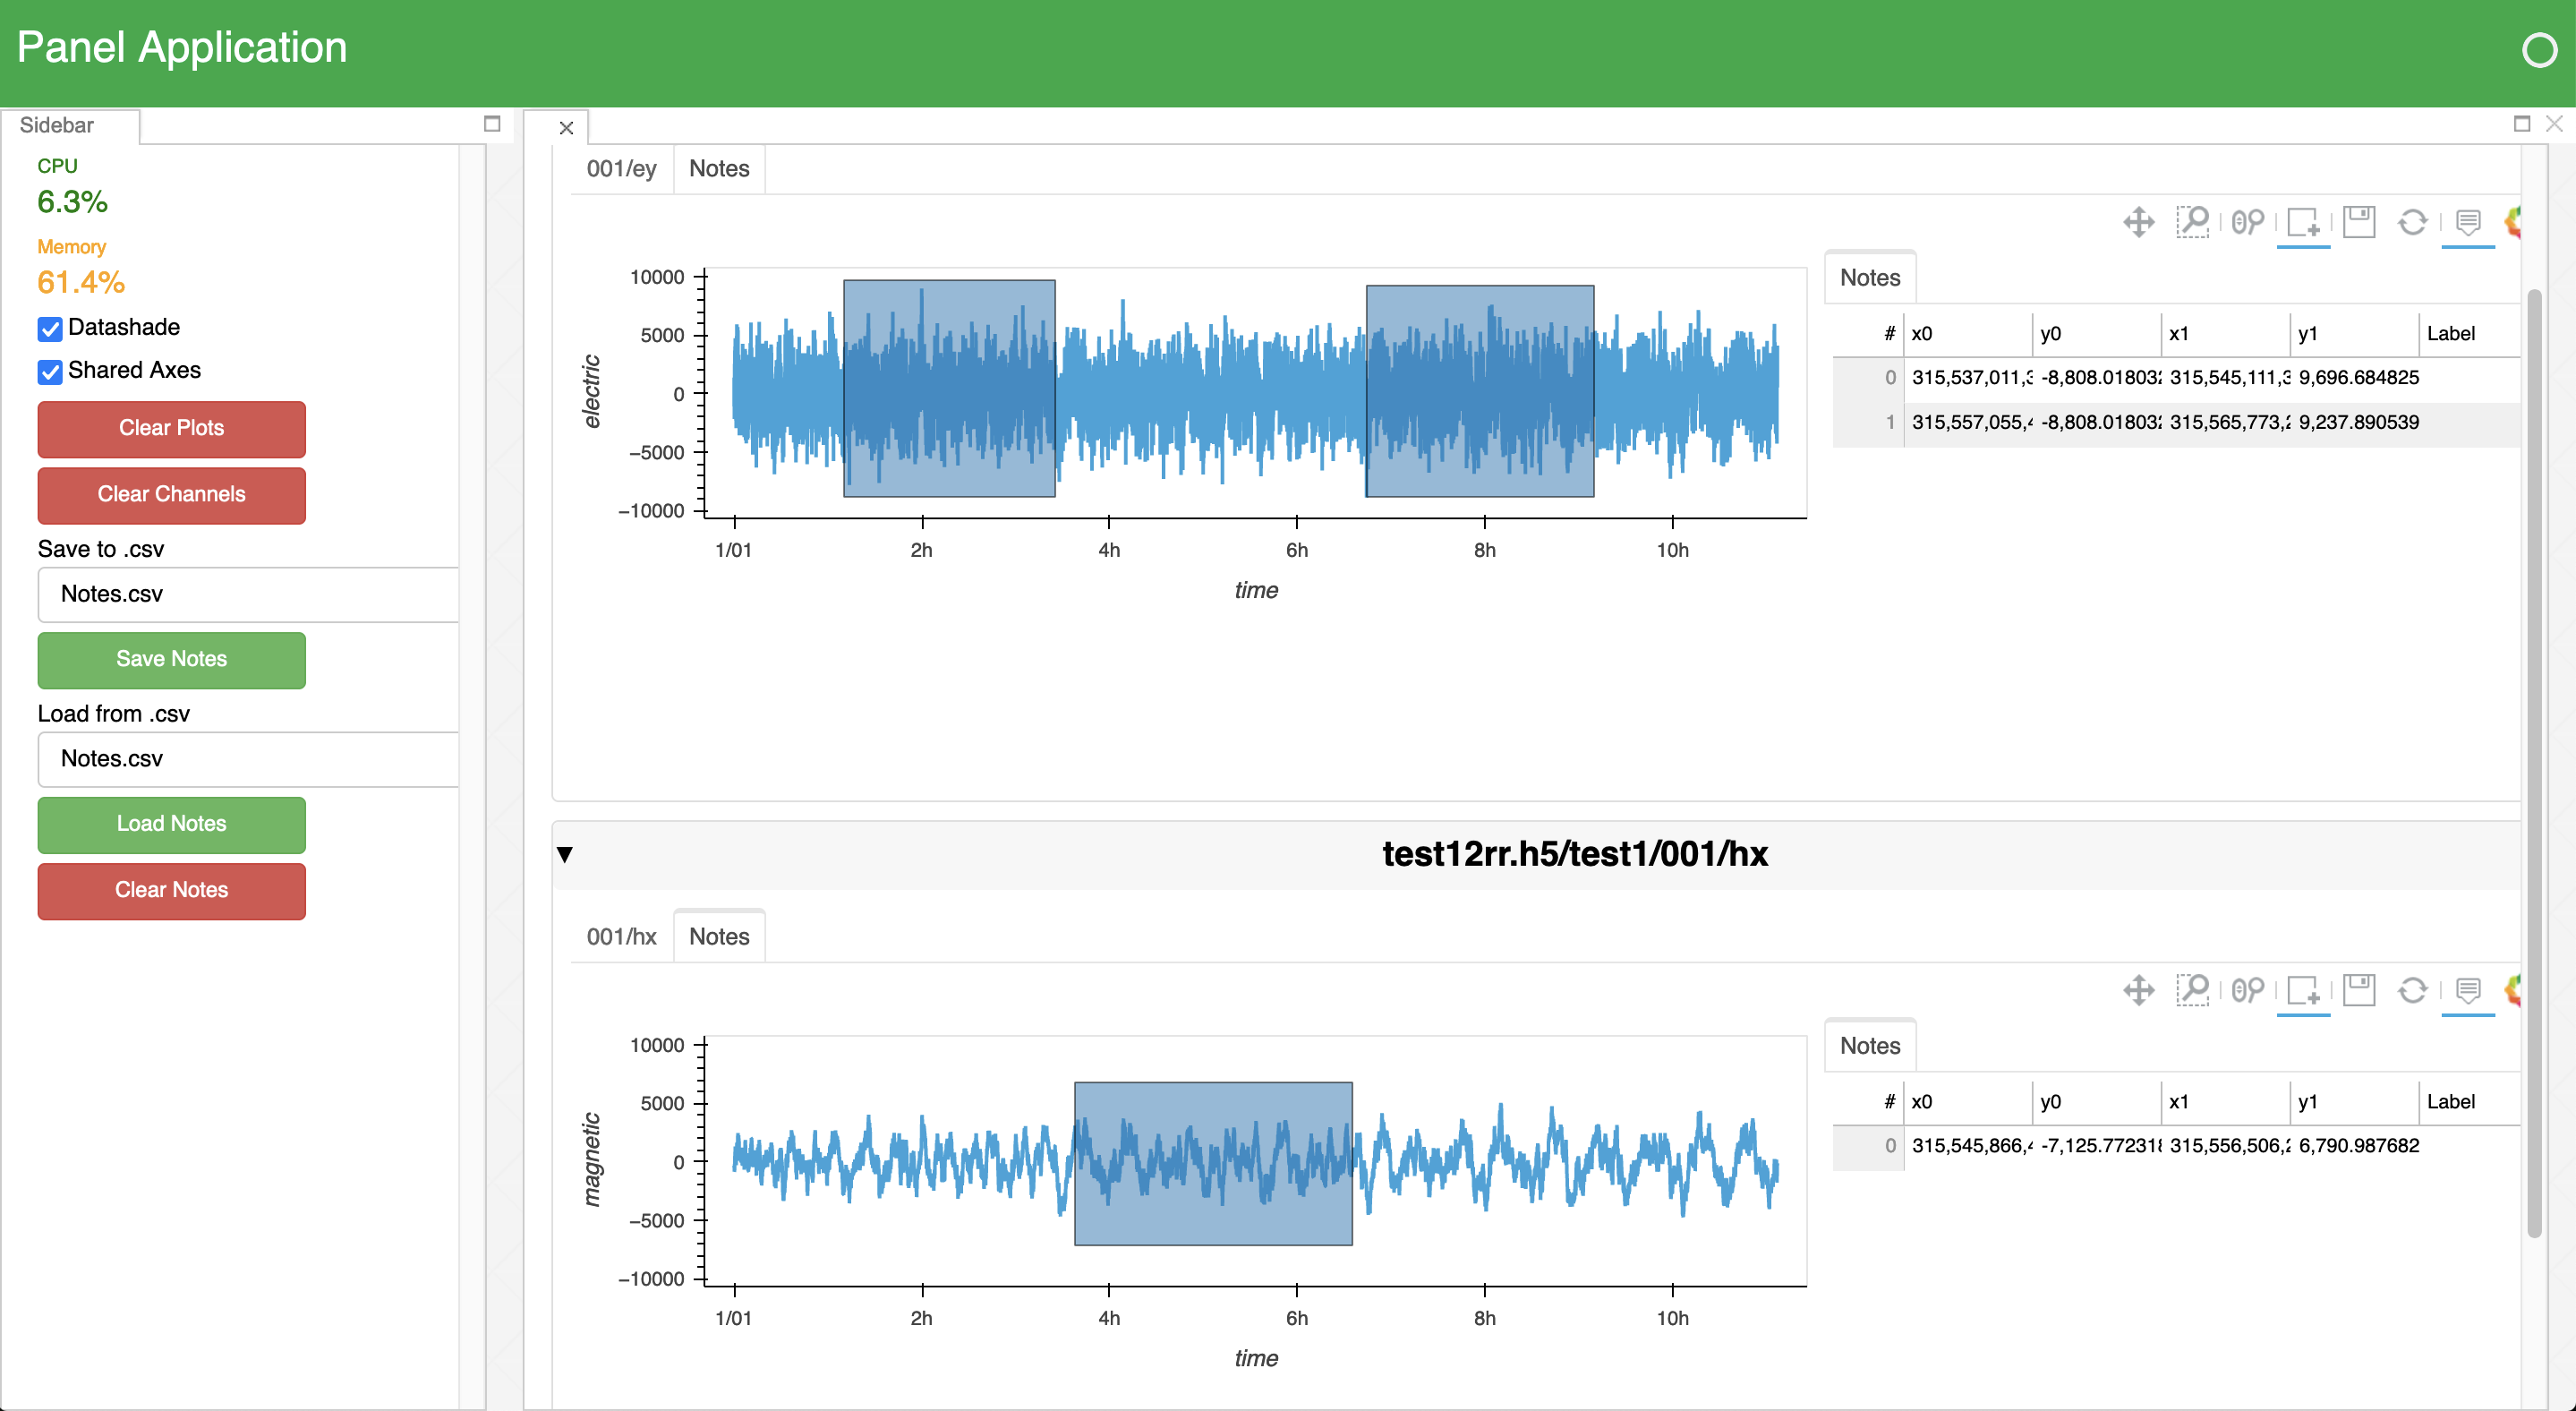 Panel Application
Sidebar
CPU
6.3%
Memory
61.4%
Datashade
Shared Axes
Clear Plots
Clear Channels
Save to .csv
Notes.csv
Save Notes
Load from .csv
Notes.csv
Load Notes
Clear Notes
001/ey Notes
10000
5000
0
−5000
−10000
electric
1/01 2h 4h 6h 8h 10h
time
Notes
# x0 y0 x1 y1 Label
0 315,537,011, -8,808.01803 315,545,111, 9,696.684825
1 315,557,055, -8,808.01803 315,565,773, 9,237.890539
test12rr.h5/test1/001/hx
001/hx Notes
10000
5000
0
−5000
−10000
magnetic
1/01 2h 4h 6h 8h 10h
time
Notes
# x0 y0 x1 y1 Label
0 315,545,866, -7,125.77231 315,556,506, 6,790.987682